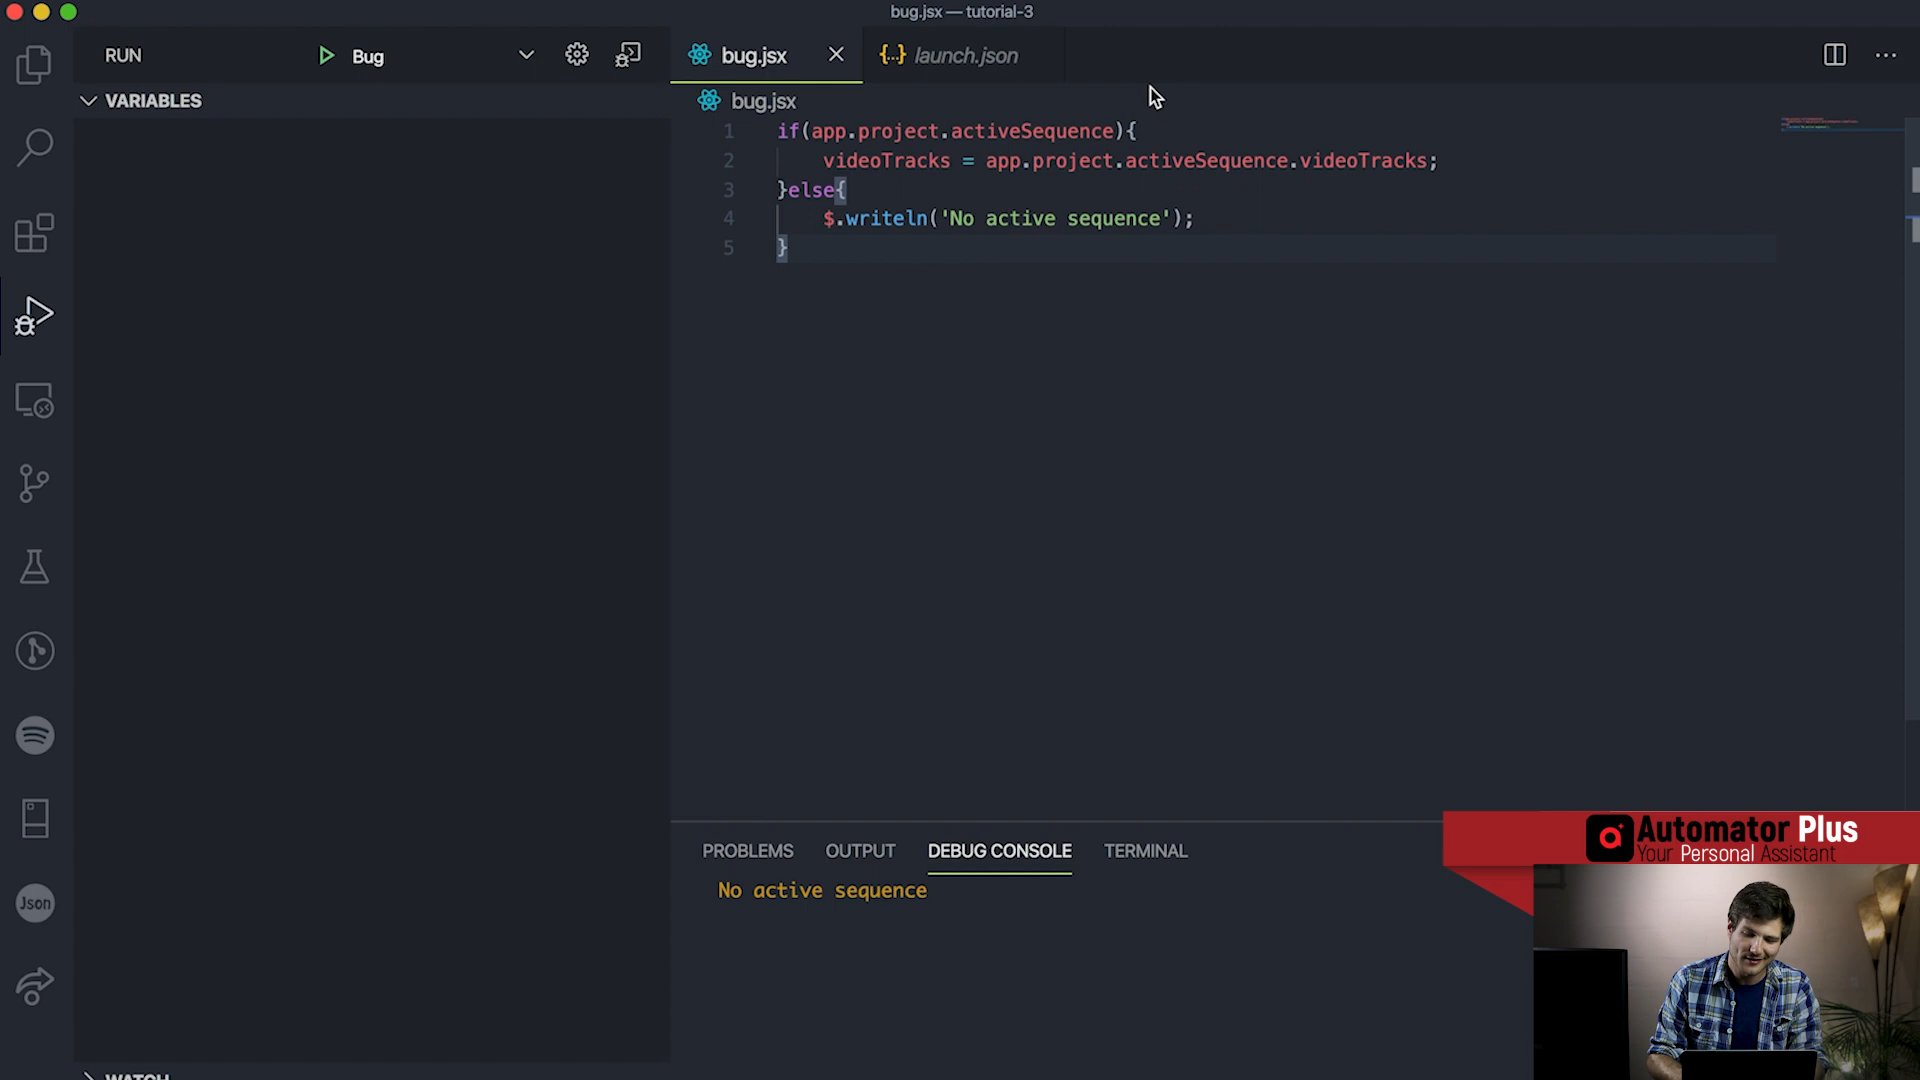 bug.jsx — tutorial-3
RUN
Bug
bug.jsx
{...} launch.json
VARIABLES
bug.jsx
1 if(app.project.activeSequence){
2 videoTracks = app.project.activeSequence.videoTracks;
3 }else{
4 $.writeln('No active sequence');
5 }
PROBLEMS
OUTPUT
DEBUG CONSOLE
TERMINAL
No active sequence
Json
Automator Plus
Your Personal Assistant
WATCH